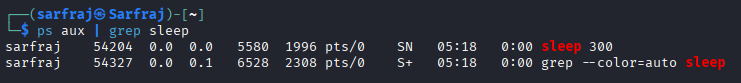 ┌──(sarfraj㉿Sarfraj)-[~]
└─$ ps aux | grep sleep
sarfraj    54204  0.0  0.0   5580  1996 pts/0    SN   05:18   0:00 sleep 300
sarfraj    54327  0.0  0.1   6528  2308 pts/0    S+   05:18   0:00 grep --color=auto sleep